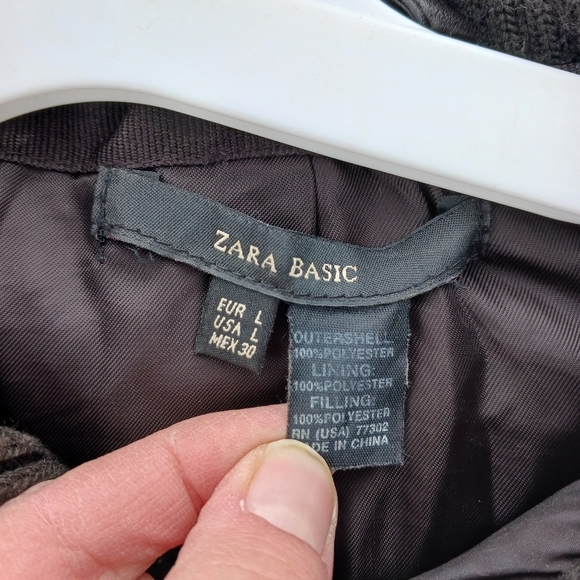 ZARA BASIC
EUR L
USA L
MEX 30
OUTERSHELL:
100%POLYESTER
LINING:
100%POLYESTER
FILLING:
100%POLYESTER
RN (USA) 77302
MADE IN CHINA